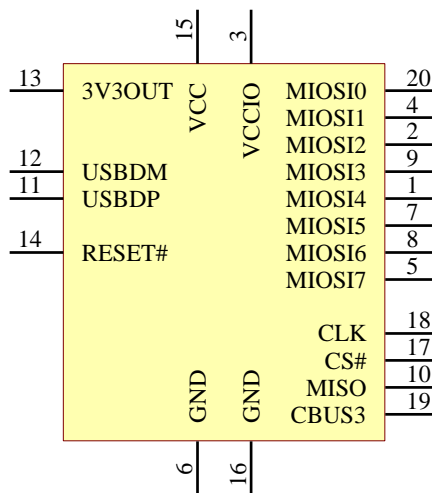 15 3
13 3V3OUT VCC VCCIO MIOSI0 20
MIOSI1 4
MIOSI2 2
12 USBDM MIOSI3 9
11 USBDP MIOSI4 1
MIOSI5 7
14 RESET# MIOSI6 8
MIOSI7 5
CLK 18
CS# 17
GND GND MISO 10
CBUS3 19
6 16